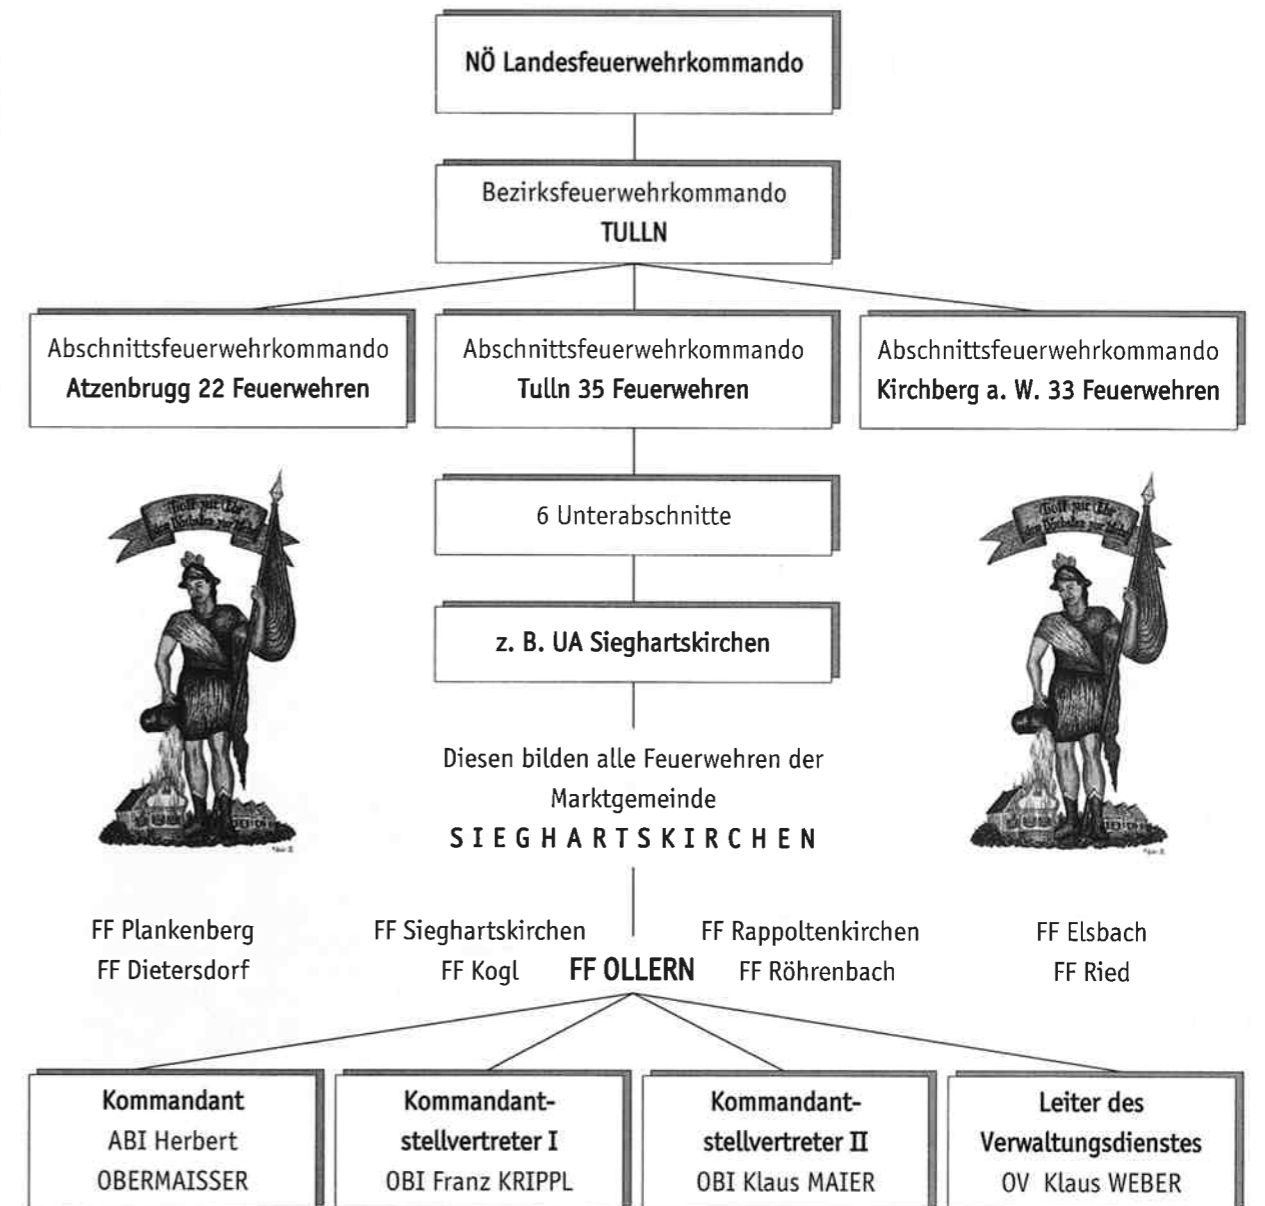 NÖ Landesfeuerwehrkommando
Bezirksfeuerwehrkommando
TULLN
Abschnittsfeuerwehrkommando
Atzenbrugg 22 Feuerwehren
Abschnittsfeuerwehrkommando
Tulln 35 Feuerwehren
Abschnittsfeuerwehrkommando
Kirchberg a. W. 33 Feuerwehren
6 Unterabschnitte
z. B. UA Sieghartskirchen
Diesen bilden alle Feuerwehren der
Marktgemeinde
SIEGHARTSKIRCHEN
FF Plankenberg
FF Dietersdorf
FF Sieghartskirchen
FF Kogl
FF OLLERN
FF Rappoltenkirchen
FF Röhrenbach
FF Elsbach
FF Ried
Kommandant
ABI Herbert
OBERMAISSER
Kommandant-
stellvertreter I
OBI Franz KRIPPL
Kommandant-
stellvertreter II
OBI Klaus MAIER
Leiter des
Verwaltungsdienstes
OV Klaus WEBER